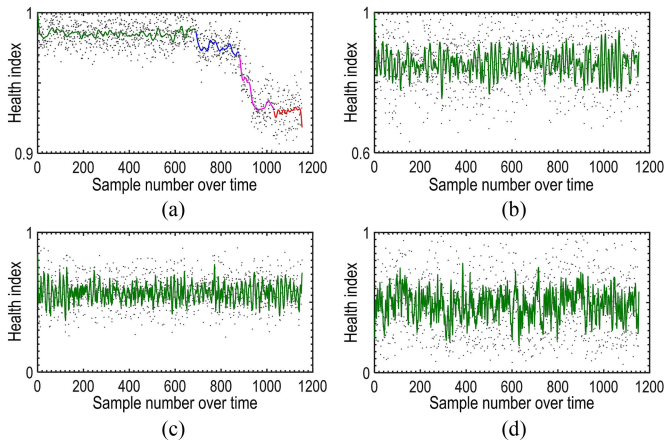 1
Health index
0.9
0 200 400 600 800 1000 1200
Sample number over time
(a)
1
Health index
0.6
0 200 400 600 800 1000 1200
Sample number over time
(b)
1
Health index
0
0 200 400 600 800 1000 1200
Sample number over time
(c)
1
Health index
0
0 200 400 600 800 1000 1200
Sample number over time
(d)